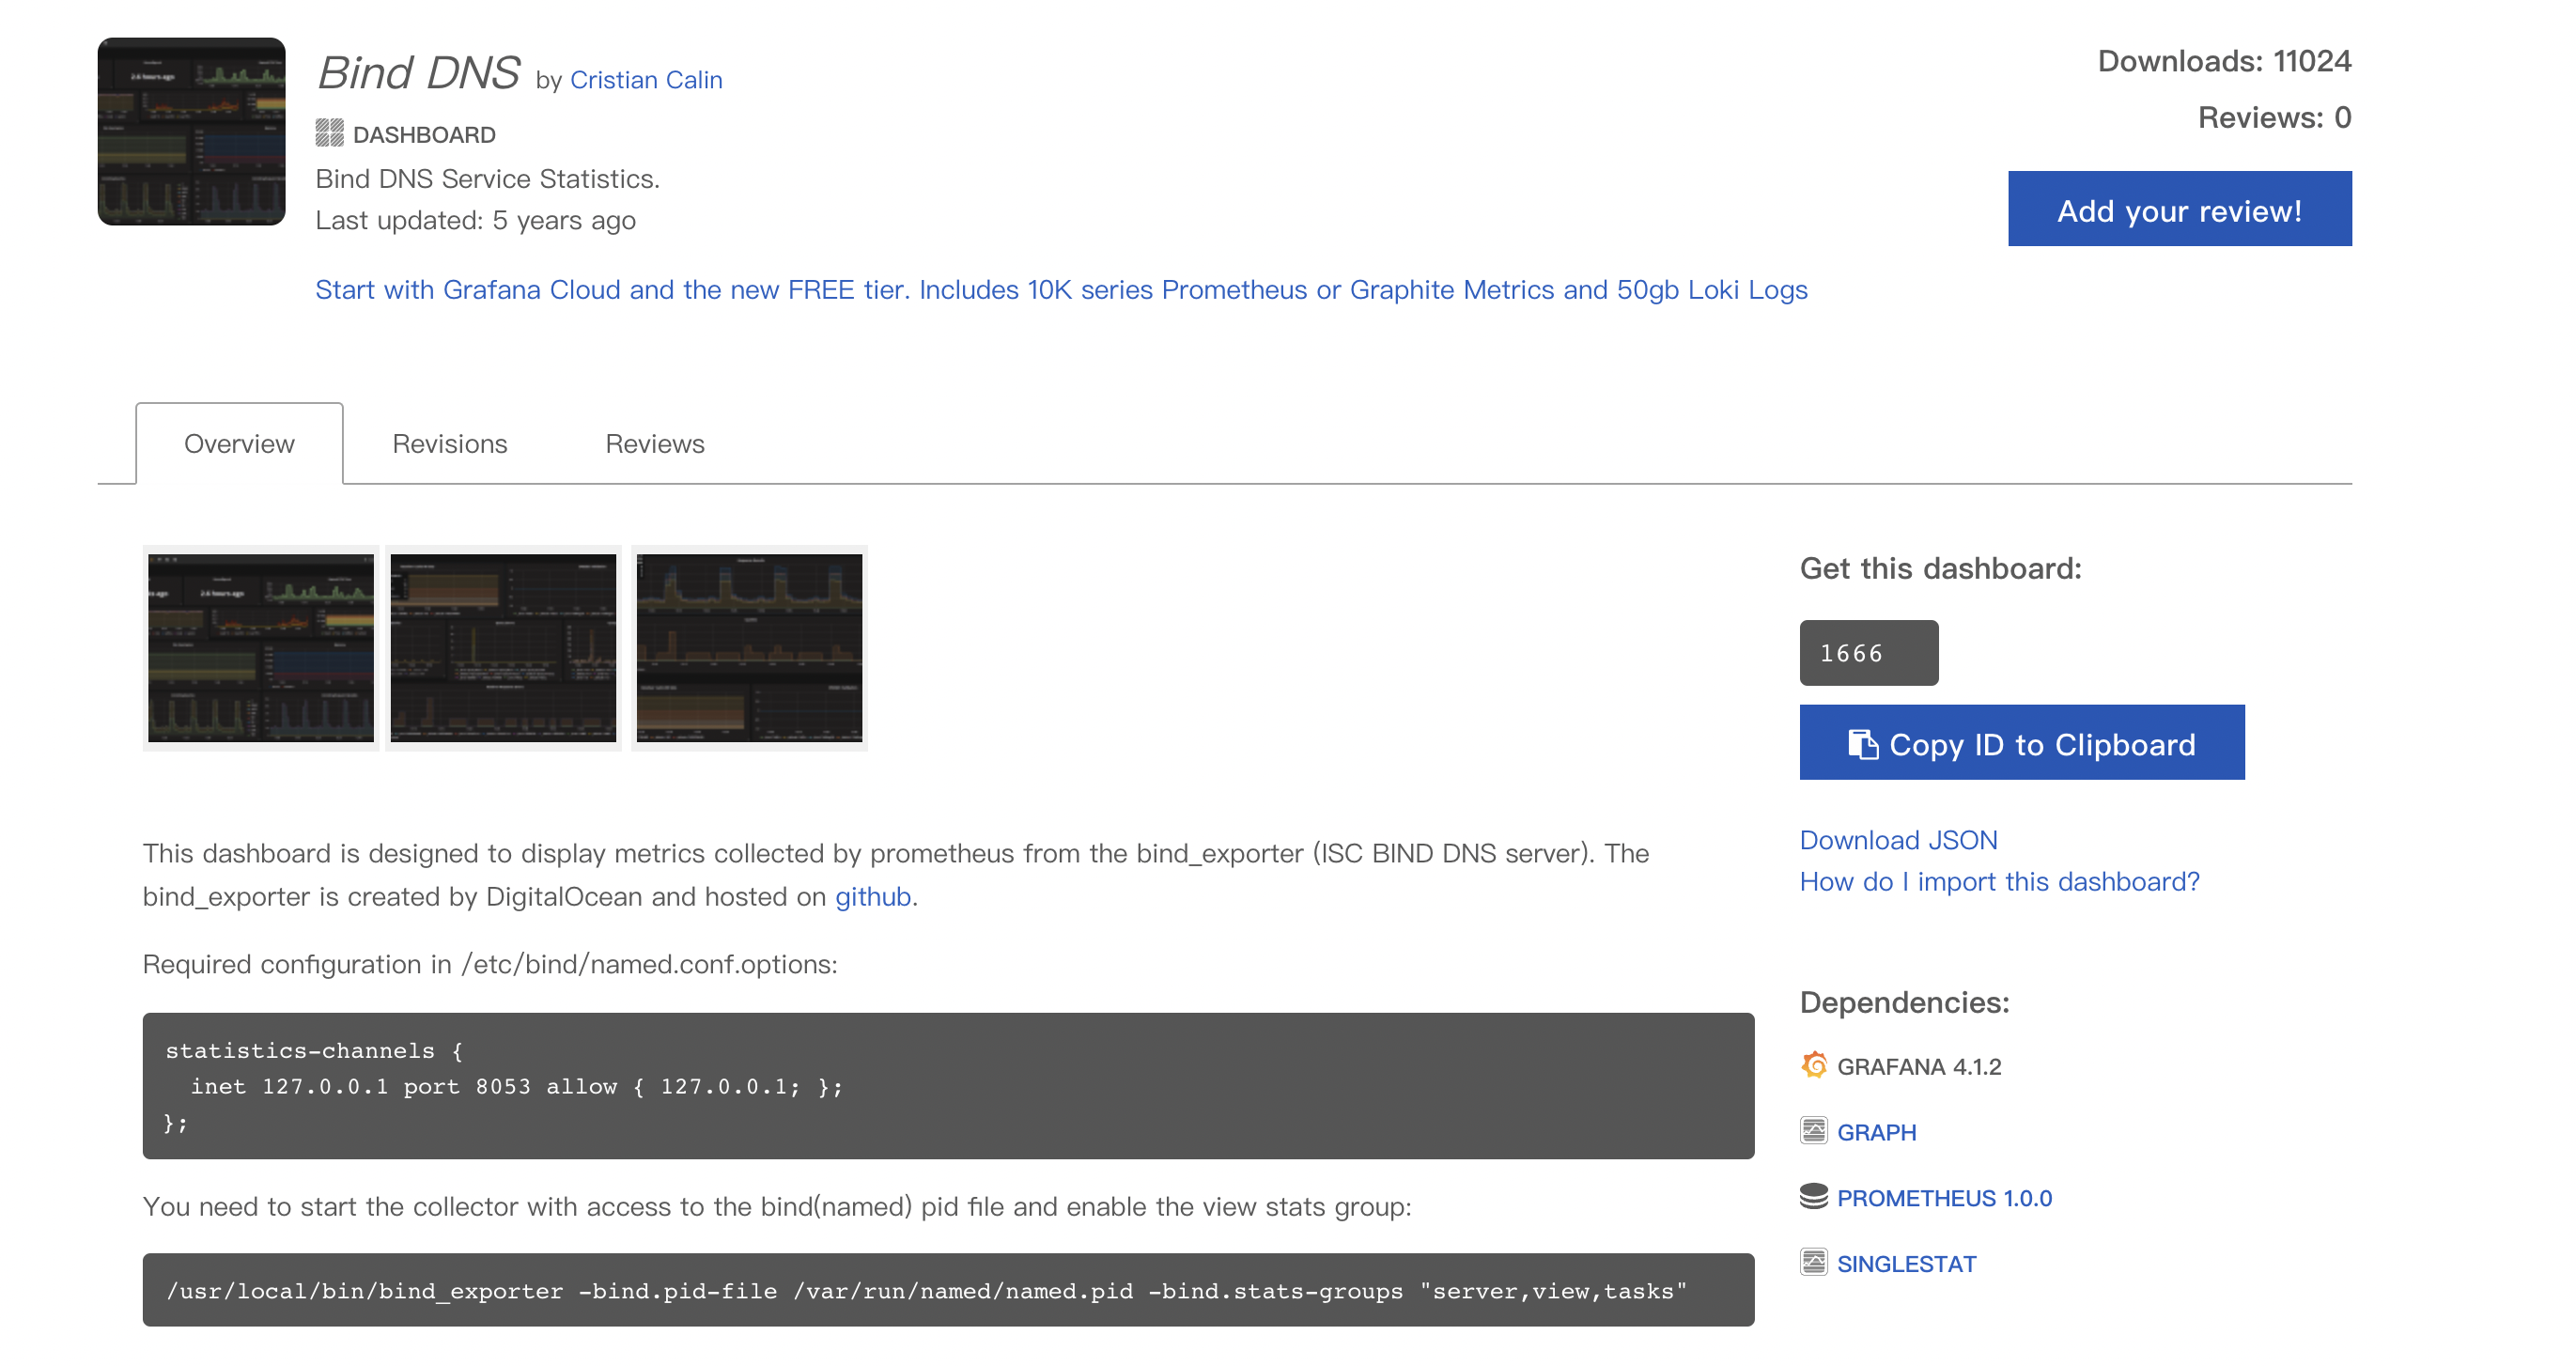 Bind DNS by Cristian Calin
DASHBOARD
Bind DNS Service Statistics.
Last updated: 5 years ago
Start with Grafana Cloud and the new FREE tier. Includes 10K series Prometheus or Graphite Metrics and 50gb Loki Logs
Downloads: 11024
Reviews: 0
Add your review!
Overview
Revisions
Reviews
2.6 hours ago
This dashboard is designed to display metrics collected by prometheus from the bind_exporter (ISC BIND DNS server). The
bind_exporter is created by DigitalOcean and hosted on github.
Required configuration in /etc/bind/named.conf.options:
statistics-channels {
  inet 127.0.0.1 port 8053 allow { 127.0.0.1; };
};
You need to start the collector with access to the bind(named) pid file and enable the view stats group:
/usr/local/bin/bind_exporter -bind.pid-file /var/run/named/named.pid -bind.stats-groups "server,view,tasks"
Get this dashboard:
1666
Copy ID to Clipboard
Download JSON
How do I import this dashboard?
Dependencies:
GRAFANA 4.1.2
GRAPH
PROMETHEUS 1.0.0
SINGLESTAT